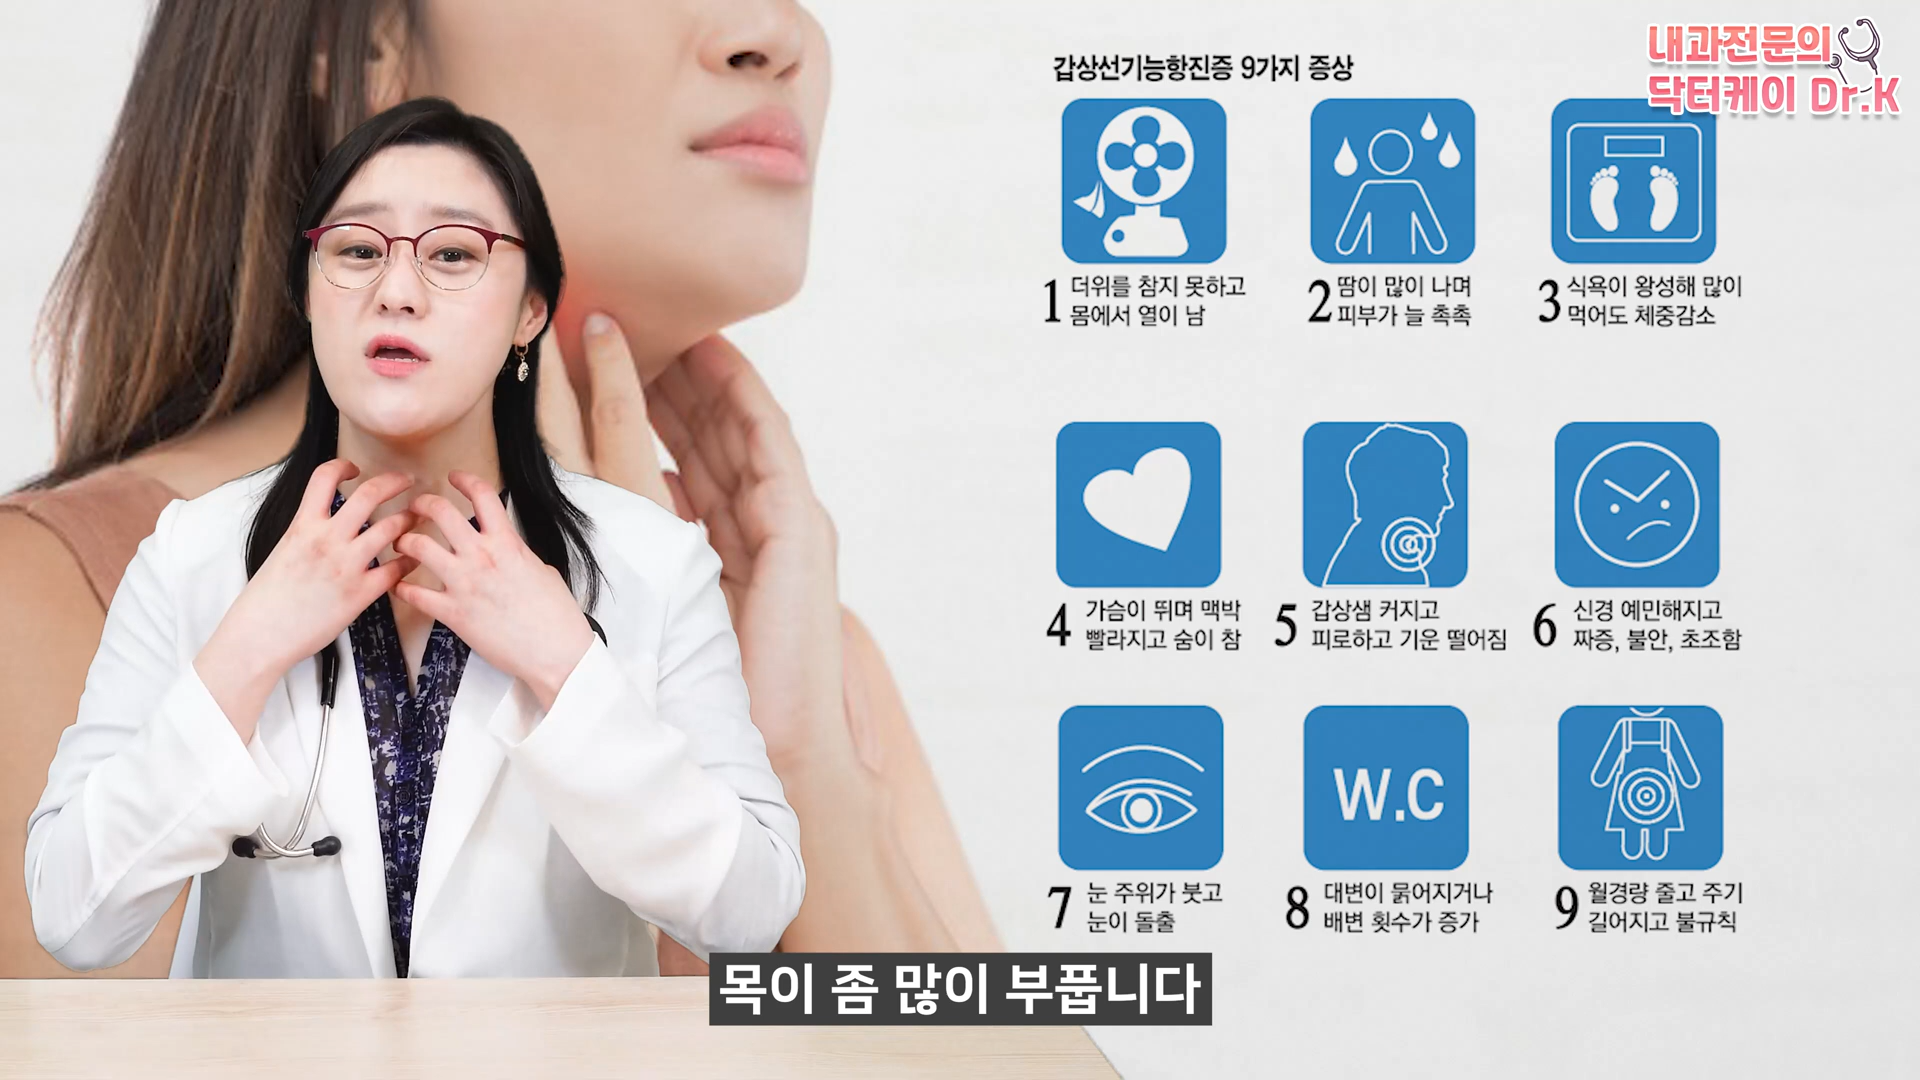 갑상선기능항진증 9가지 증상
내과전문의
닥터케이 Dr.K
1 더위를 참지 못하고
몸에서 열이 남
2 땀이 많이 나며
피부가 늘 촉촉
3 식욕이 왕성해 많이
먹어도 체중감소
4 가슴이 뛰며 맥박
빨라지고 숨이 참
5 갑상샘 커지고
피로하고 기운 떨어짐
6 신경 예민해지고
짜증, 불안, 초조함
W.C
7 눈 주위가 붓고
눈이 돌출
8 대변이 묽어지거나
배변 횟수가 증가
9 월경량 줄고 주기
길어지고 불규칙
목이 좀 많이 부풉니다